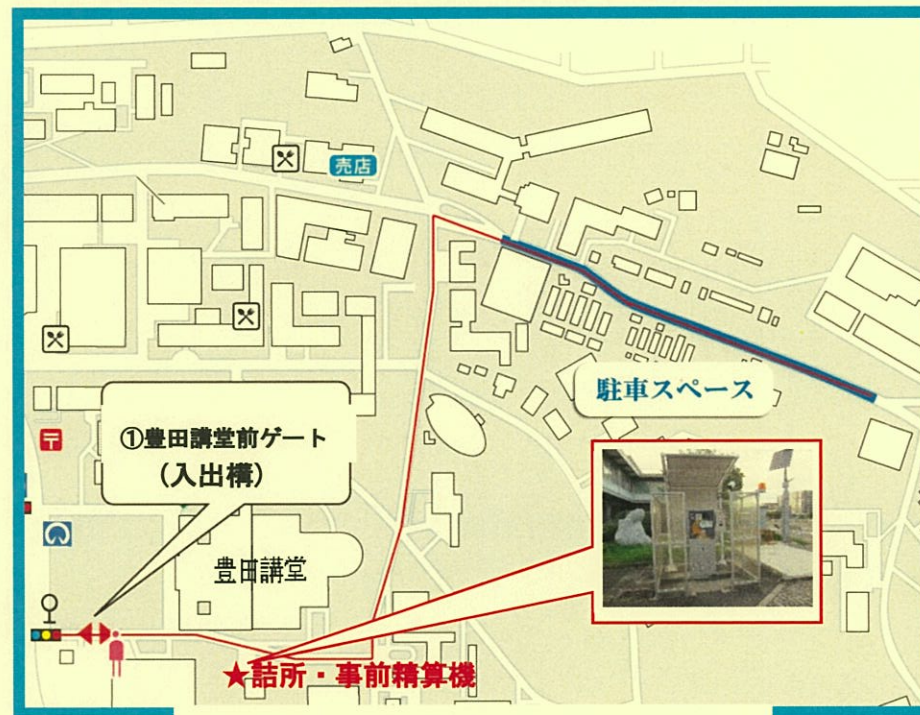 売店
駐車スペース
①豊田講堂前ゲート
(入出構)
〒
豊田講堂
★詰所・事前精算機